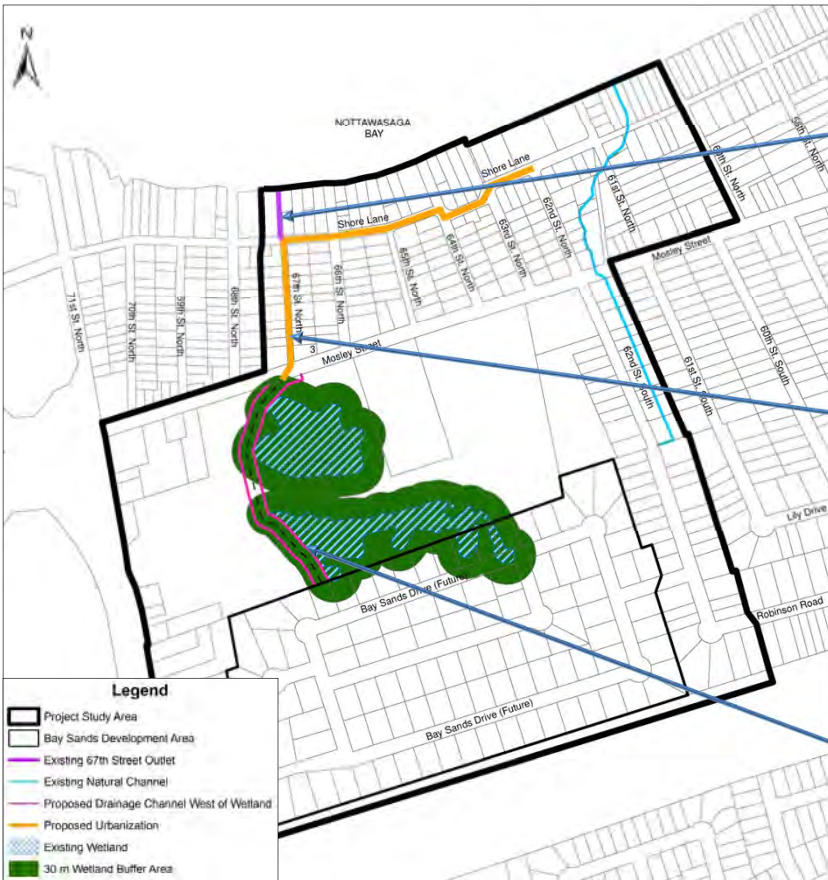 N
NOTTAWASAGA
BAY
Shore Lane
Shore Lane
58th St. North
60th St. North
61st St. North
62nd St. North
63rd St. North
64th St. North
65th St. North
66th St. North
67th St. North
68th St. North
70th St. North
71st St. North
Mosley Street
3
Mosley Street
62nd St. South
61st St. South
60th St. South
Lily Drive
Robinson Road
Bay Sands Drive (Future)
Bay Sands Drive (Future)
Legend
Project Study Area
Bay Sands Development Area
Existing 67th Street Outlet
Existing Natural Channel
Proposed Drainage Channel West of Wetland
Proposed Urbanization
Existing Wetland
30 m Wetland Buffer Area